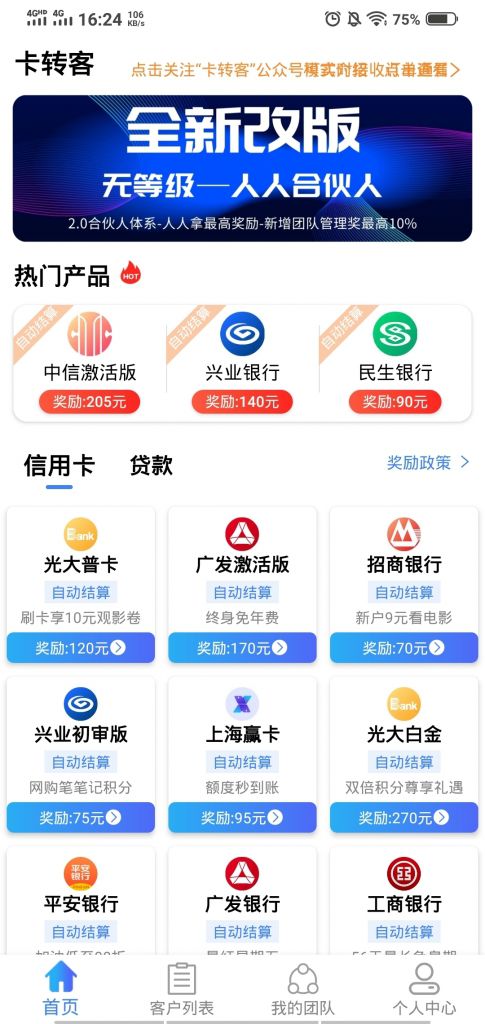 4GHD 4G 16:24 106 KB/s 75%
卡转客
点击关注“卡转客”公众号
全新改版
无等级—人人合伙人
2.0合伙人体系-人人拿最高奖励-新增团队管理奖最高10%
热门产品 HOT
自动结算 自动结算 自动结算
中信激活版 兴业银行 民生银行
奖励:205元 奖励:140元 奖励:90元
信用卡 贷款 奖励政策
Bank Bank
光大普卡 广发激活版 招商银行
自动结算 自动结算 自动结算
刷卡享10元观影卷 终身免年费 新户9元看电影
奖励:120元 奖励:170元 奖励:70元
兴业初审版 上海赢卡 光大白金
自动结算 自动结算 自动结算
网购笔笔记积分 额度秒到账 双倍积分尊享礼遇
奖励:75元 奖励:95元 奖励:270元
平安
银行
平安银行 广发银行 工商银行
自动结算 自动结算 自动结算
首页 客户列表 我的团队 个人中心